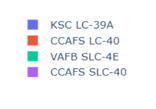 KSC LC-39A
CCAFS LC-40
VAFB SLC-4E
CCAFS SLC-40